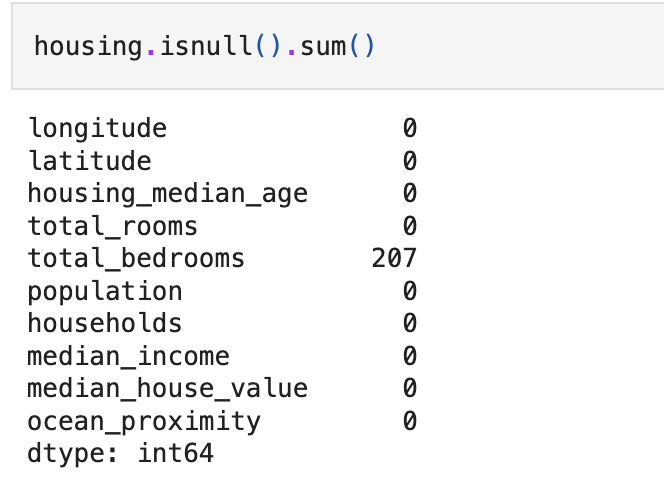 housing.isnull().sum()
longitude 0
latitude 0
housing_median_age 0
total_rooms 0
total_bedrooms 207
population 0
households 0
median_income 0
median_house_value 0
ocean_proximity 0
dtype: int64